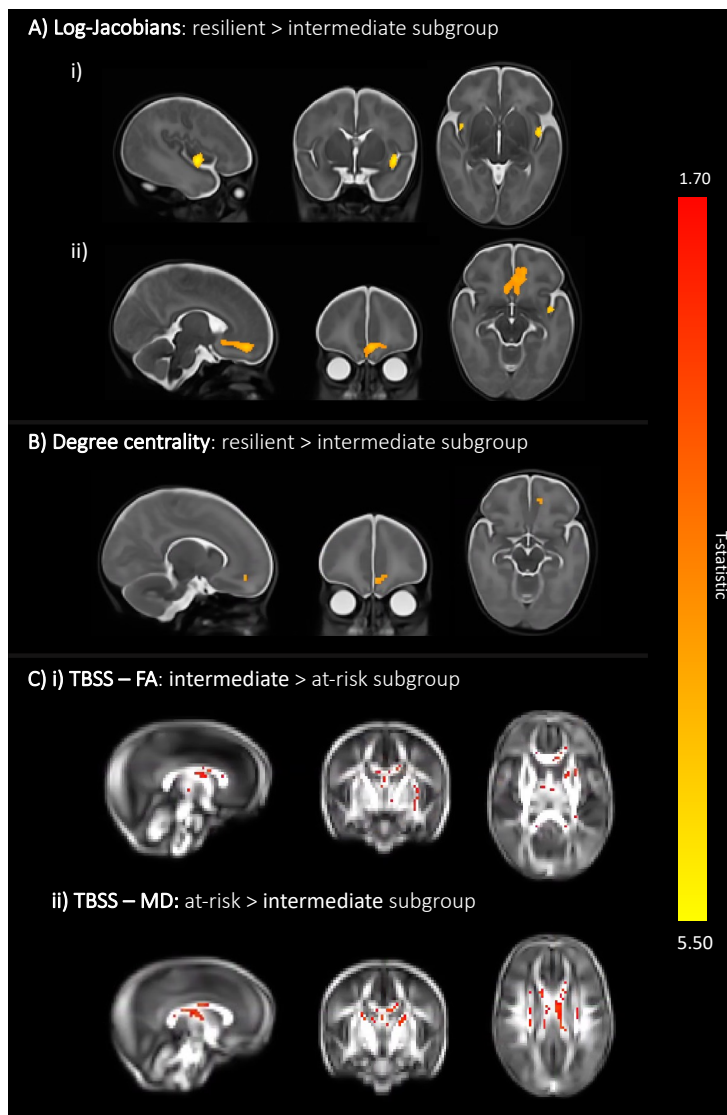 A) Log-Jacobians: resilient > intermediate subgroup
i)
ii)
B) Degree centrality: resilient > intermediate subgroup
C) i) TBSS – FA: intermediate > at-risk subgroup
ii) TBSS – MD: at-risk > intermediate subgroup
1.70
T-statistic
5.50